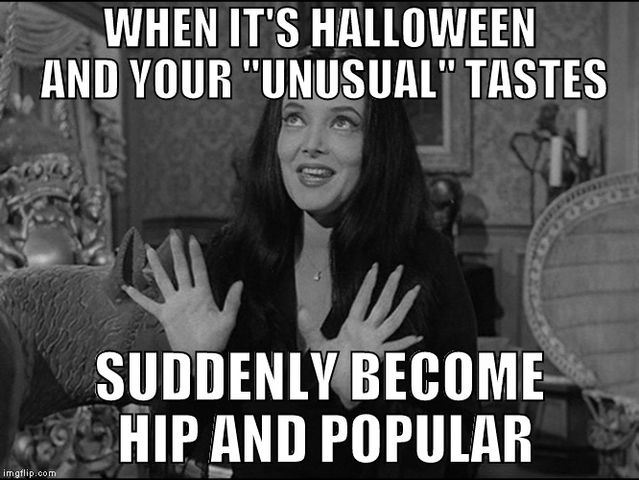 WHEN IT'S HALLOWEEN
AND YOUR "UNUSUAL" TASTES
SUDDENLY BECOME
HIP AND POPULAR
imgflip.com